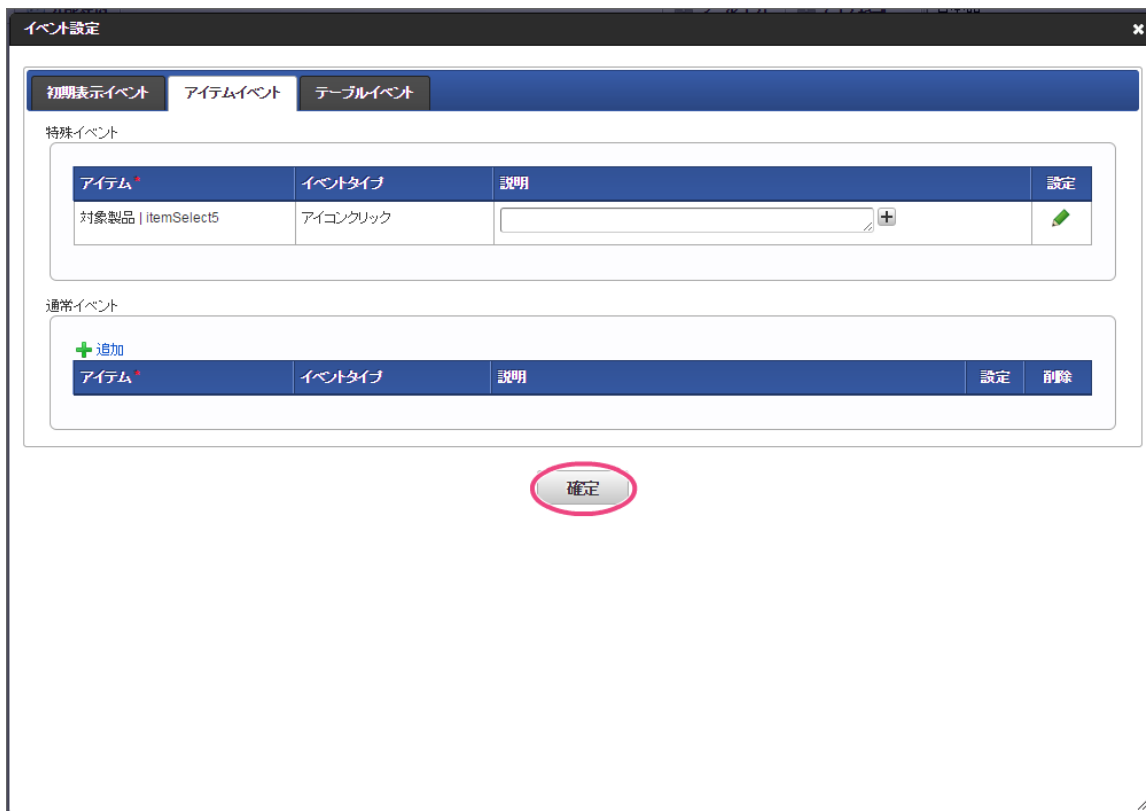 イベント設定
初期表示イベント アイテムイベント テーブルイベント
特殊イベント
アイテム* イベントタイプ 説明 設定
対象製品 | itemSelect5 アイコンクリック
通常イベント
追加
アイテム* イベントタイプ 説明 設定 削除
確定